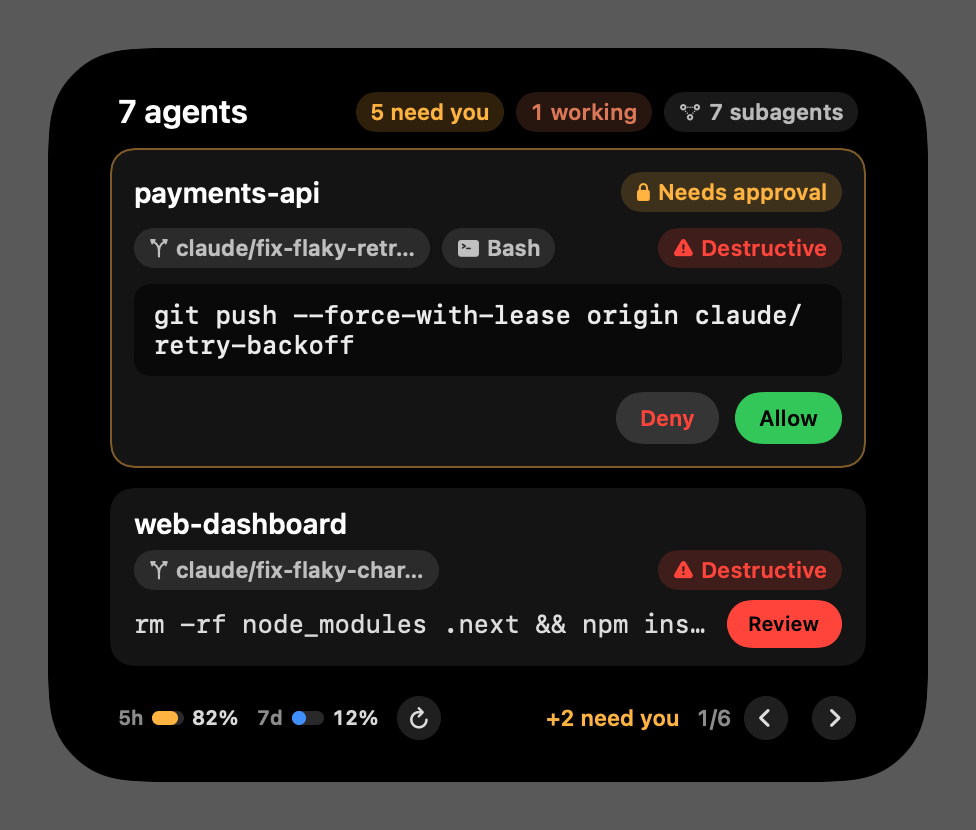 7 agents
5 need you
1 working
7 subagents
payments-api
Needs approval
claude/fix-flaky-retr...
Bash
Destructive
git push --force-with-lease origin claude/
retry-backoff
Deny
Allow
web-dashboard
claude/fix-flaky-char...
Destructive
rm -rf node_modules .next && npm ins…
Review
5h 82% 7d 12%
+2 need you 1/6